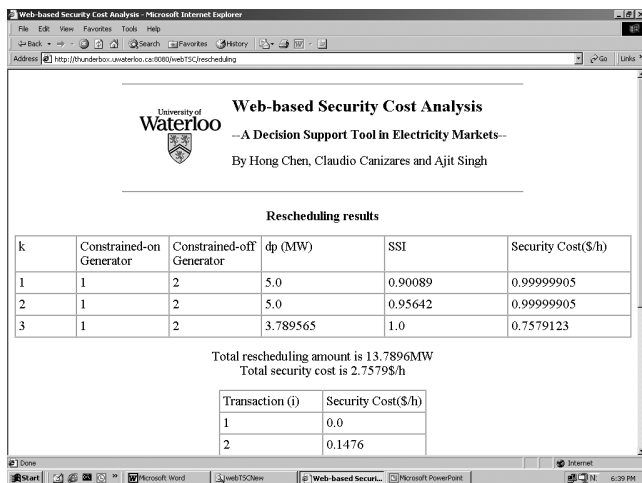 Web-based Security Cost Analysis - Microsoft Internet Explorer
File Edit View Favorites Tools Help
Back Search Favorites History
Address http://thunderbox.uwaterloo.ca:8080/webTSC/rescheduling Go Links
University of
Waterloo
Web-based Security Cost Analysis
--A Decision Support Tool in Electricity Markets--
By Hong Chen, Claudio Canizares and Ajit Singh
Rescheduling results
k Constrained-on Generator Constrained-off Generator dp (MW) SSI Security Cost($/h)
1 1 2 5.0 0.90089 0.99999905
2 1 2 5.0 0.95642 0.99999905
3 1 2 3.789565 1.0 0.7579123
Total rescheduling amount is 13.7896MW
Total security cost is 2.7579$/h
Transaction (i) Security Cost($/h)
1 0.0
2 0.1476
Done Internet
Start Microsoft Word webTSCNew Web-based Securi... Microsoft PowerPoint N: 6:39 PM